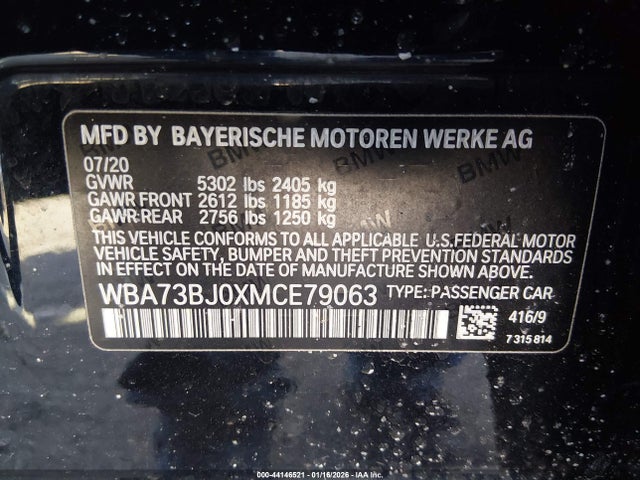 MFD BY BAYERISCHE MOTOREN WERKE AG
07/20
GVWR 5302 lbs 2405 kg
GAWR FRONT 2612 lbs 1185 kg
GAWR REAR 2756 lbs 1250 kg
THIS VEHICLE CONFORMS TO ALL APPLICABLE U.S.FEDERAL MOTOR
VEHICLE SAFETY, BUMPER AND THEFT PREVENTION STANDARDS
IN EFFECT ON THE DATE OF MANUFACTURE SHOWN ABOVE.
WBA73BJ0XMCE79063 TYPE: PASSENGER CAR
416/9
7 315 814
000-44146521 - 01/16/2026 - IAA Inc.